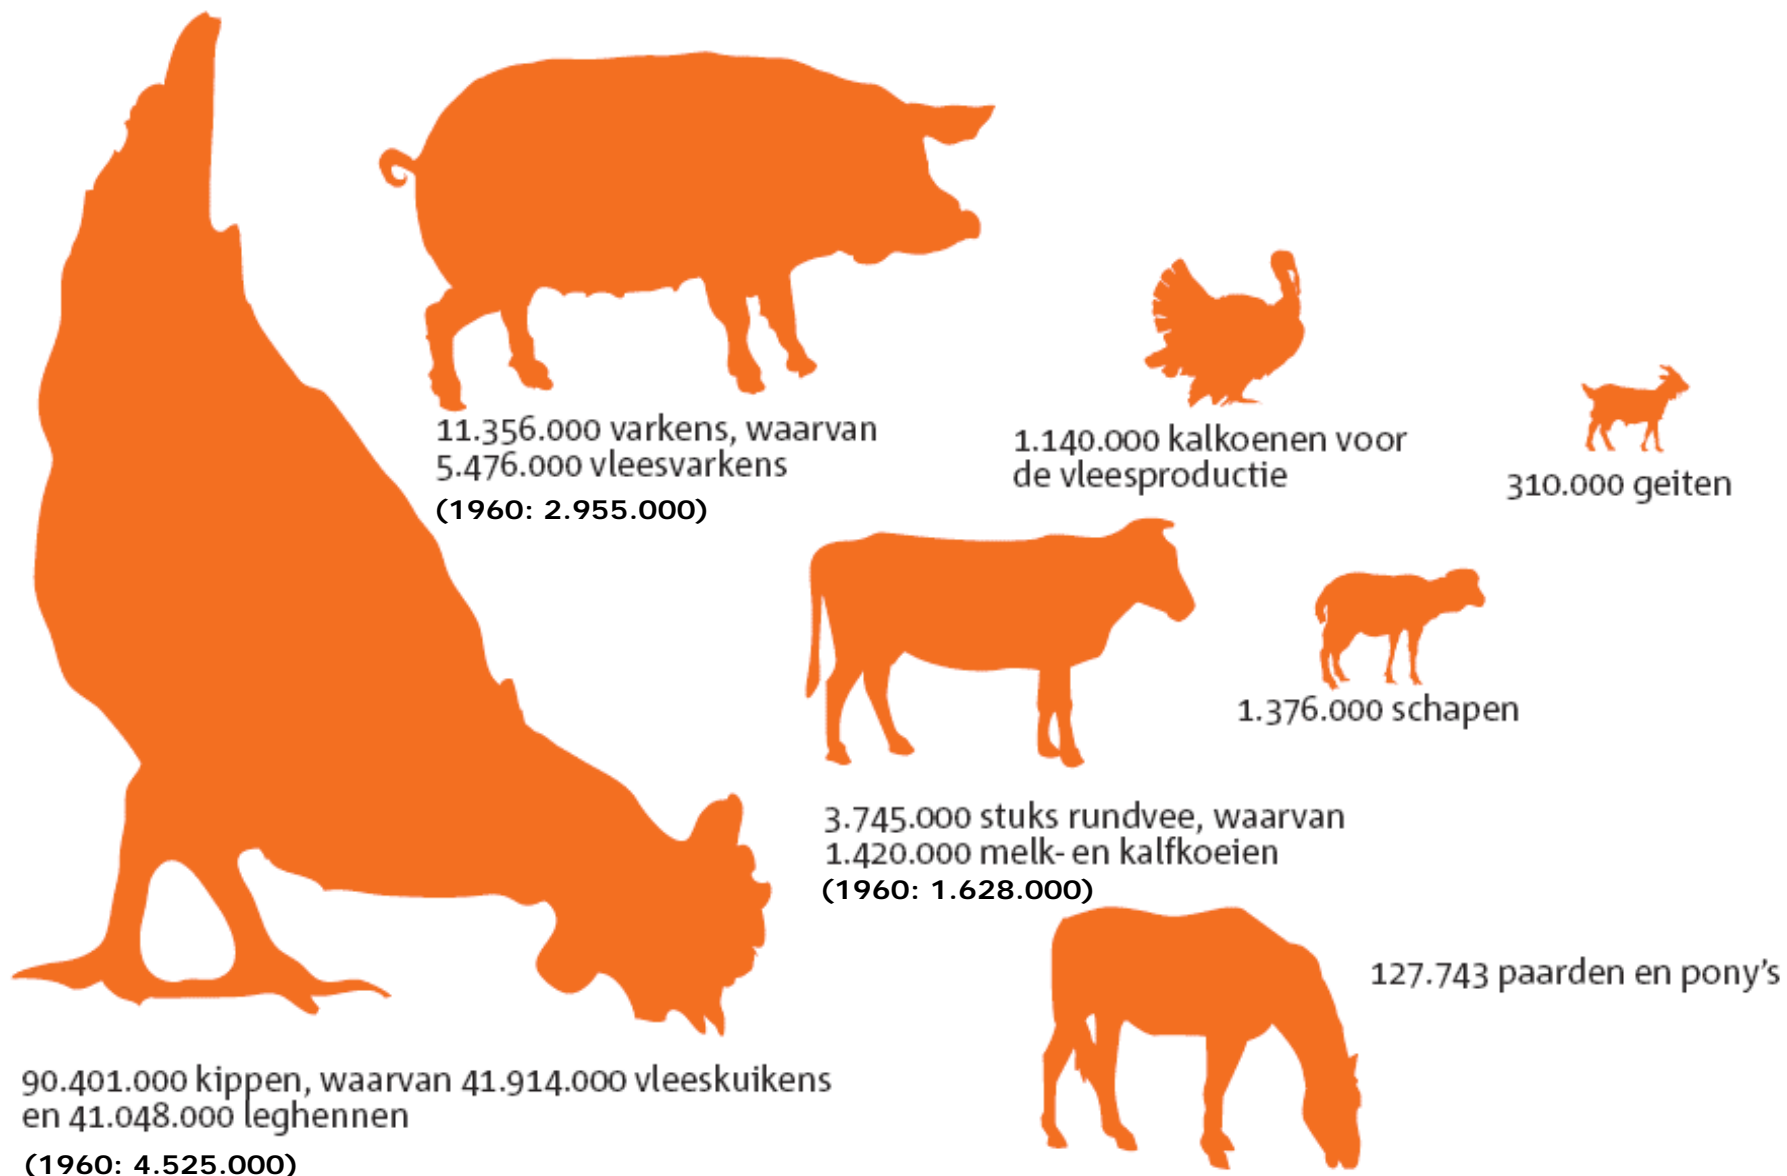 11.356.000 varkens, waarvan
5.476.000 vleesvarkens
(1960: 2.955.000)
1.140.000 kalkoenen voor
de vleesproductie
310.000 geiten
1.376.000 schapen
3.745.000 stuks rundvee, waarvan
1.420.000 melk- en kalfkoeien
(1960: 1.628.000)
127.743 paarden en pony's
90.401.000 kippen, waarvan 41.914.000 vleeskuikens
en 41.048.000 leghennen
(1960: 4.525.000)